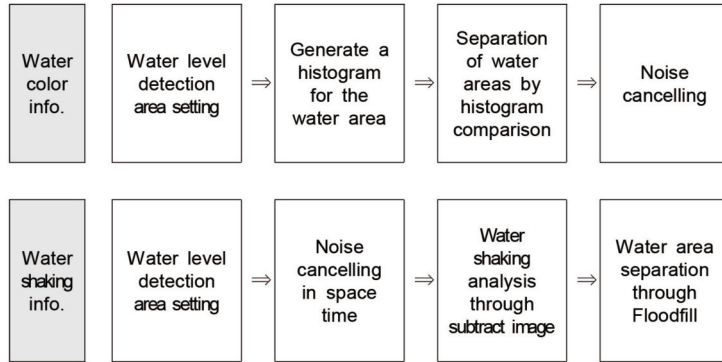 Water
color
info.
Water level
detection
area setting
⇒
Generate a
histogram
for the
water area
⇒
Separation
of water
areas by
histogram
comparison
⇒
Noise
cancelling
Water
shaking
info.
Water level
detection
area setting
⇒
Noise
cancelling
in space
time
⇒
Water
shaking
analysis
through
subtract image
⇒
Water area
separation
through
Floodfill